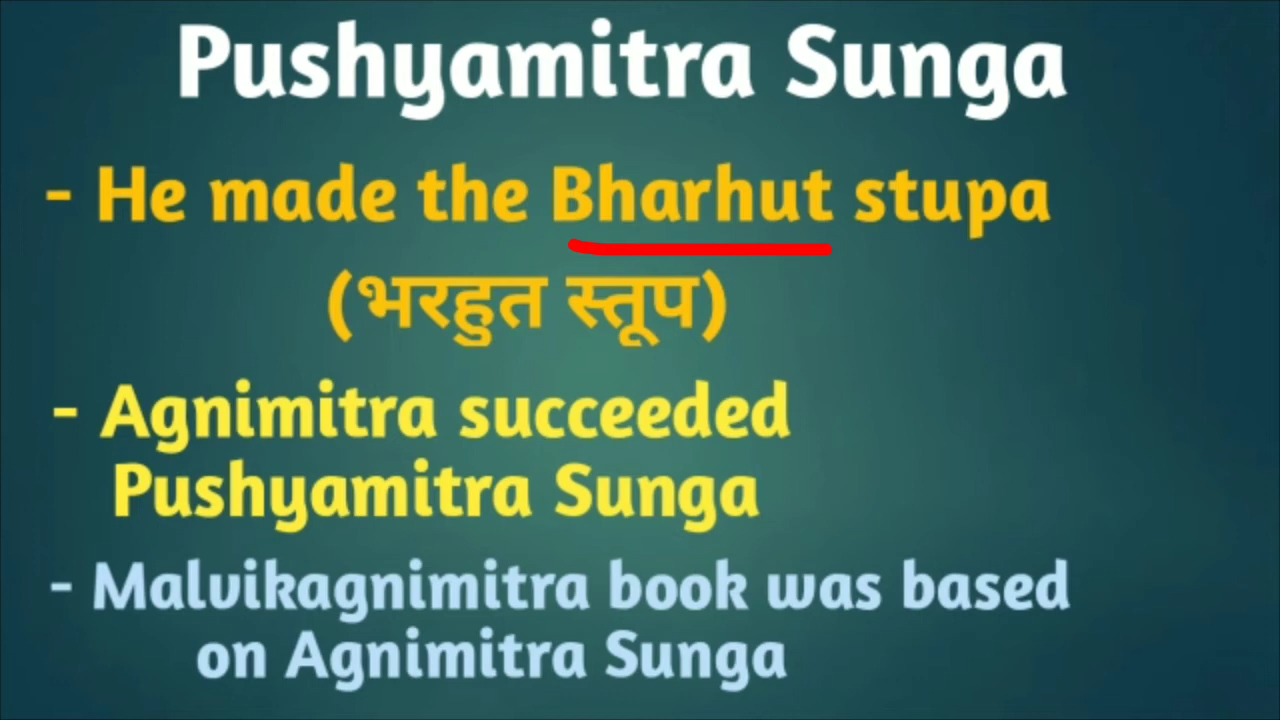 Pushyamitra Sunga
- He made the Bharhut stupa
(भरहुत स्तूप)
- Agnimitra succeeded
Pushyamitra Sunga
- Malvikagnimitra book was based
on Agnimitra Sunga